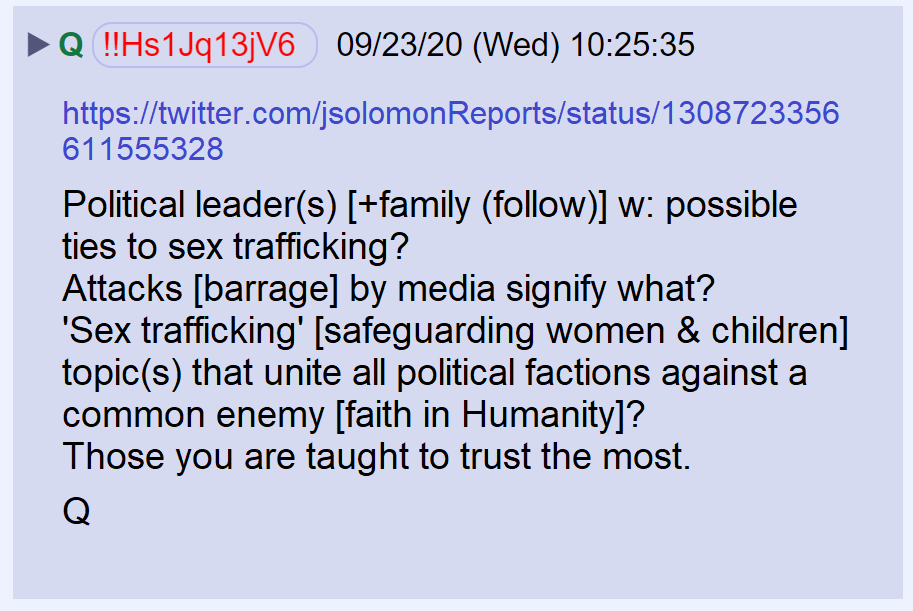 Q !!Hs1Jq13jV6 09/23/20 (Wed) 10:25:35
https://twitter.com/jsolomonReports/status/1308723356
611555328
Political leader(s) [+family (follow)] w: possible
ties to sex trafficking?
Attacks [barrage] by media signify what?
'Sex trafficking' [safeguarding women & children]
topic(s) that unite all political factions against a
common enemy [faith in Humanity]?
Those you are taught to trust the most.
Q